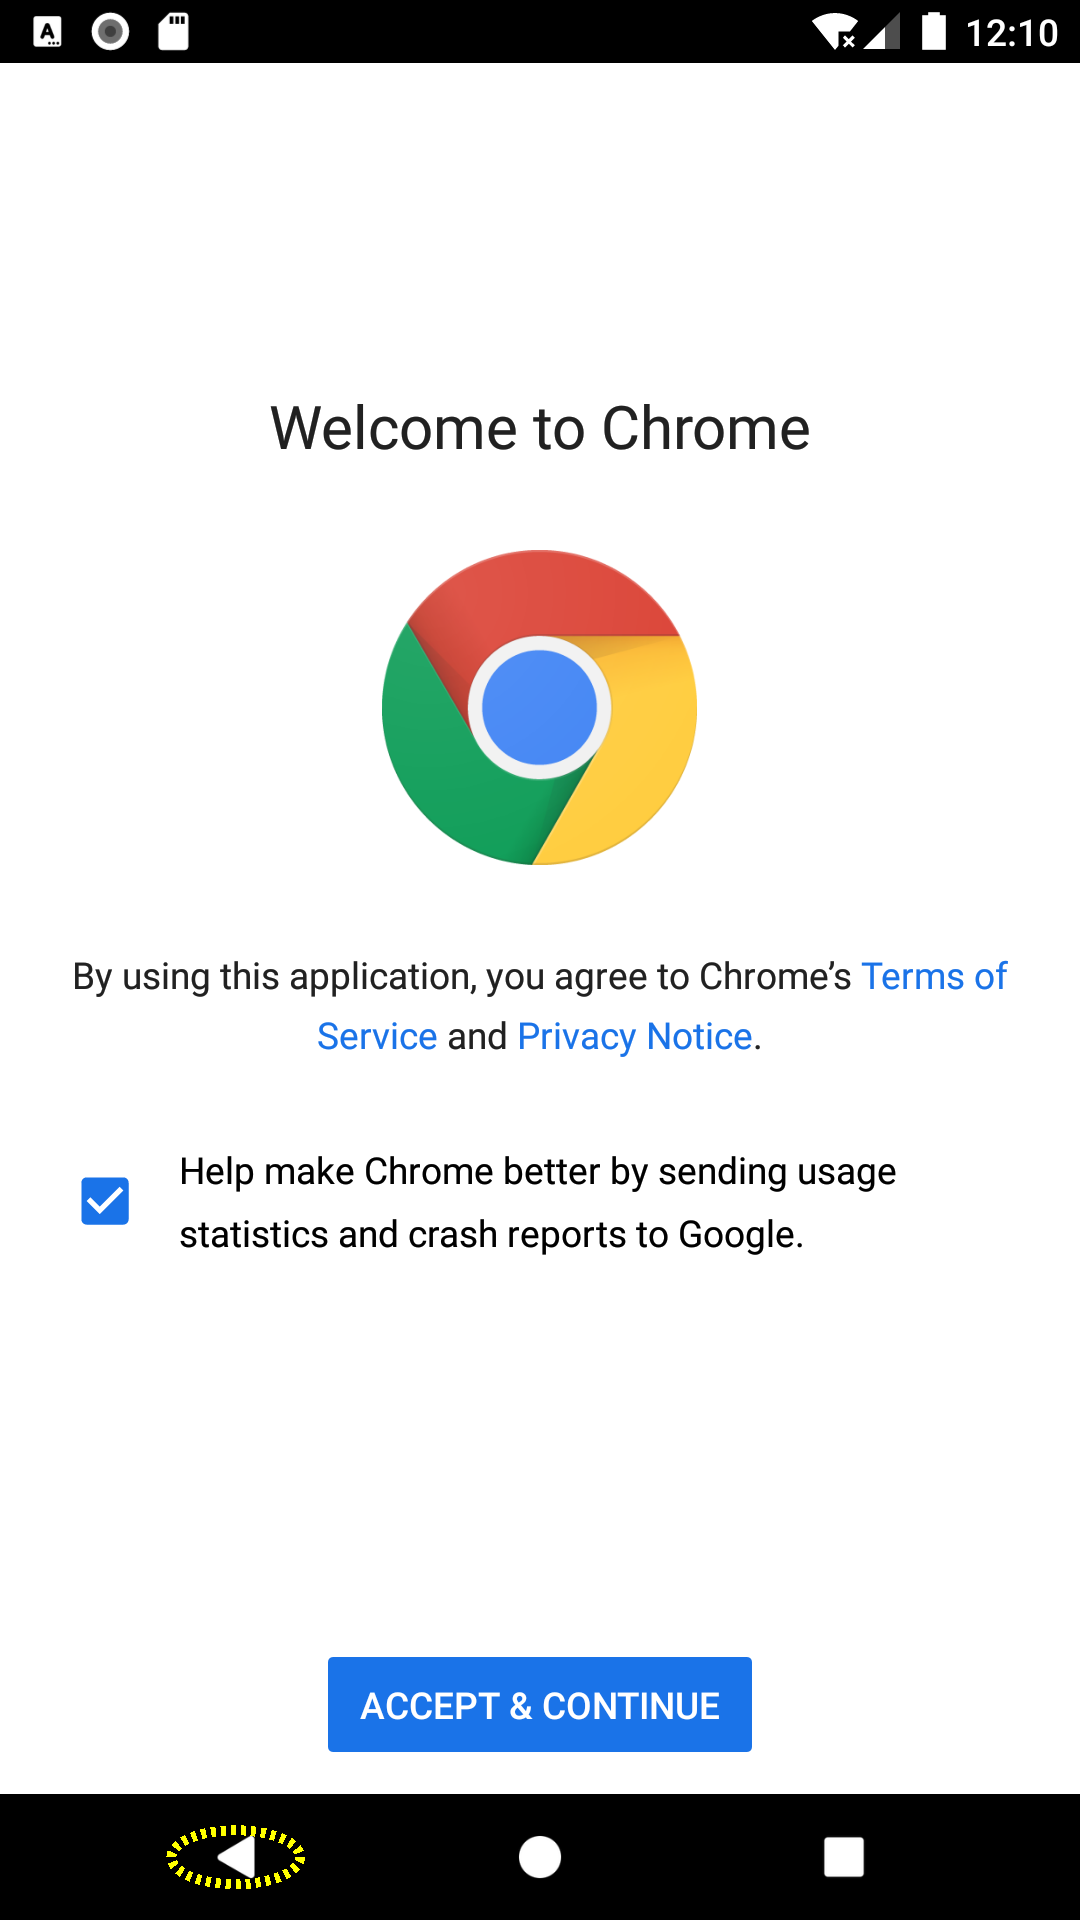 12:10
Welcome to Chrome
By using this application, you agree to Chrome’s Terms of
Service and Privacy Notice.
Help make Chrome better by sending usage
statistics and crash reports to Google.
ACCEPT & CONTINUE